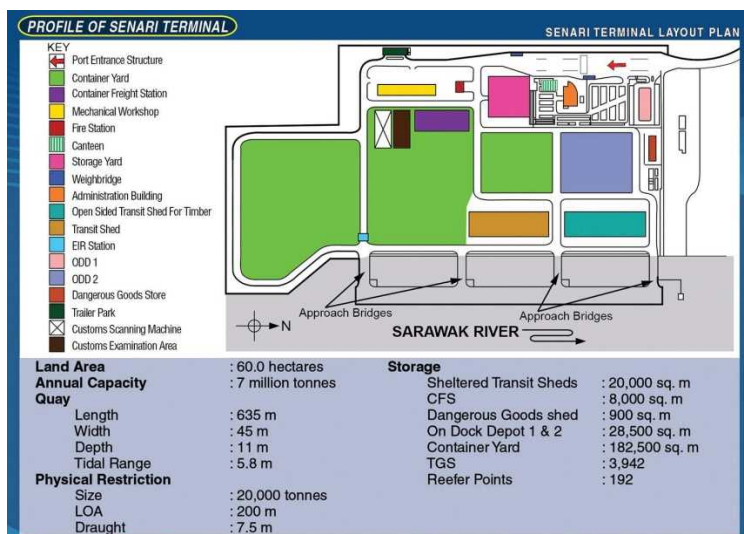 PROFILE OF SENARI TERMINAL
SENARI TERMINAL LAYOUT PLAN
KEY
Port Entrance Structure
Container Yard
Container Freight Station
Mechanical Workshop
Fire Station
Canteen
Storage Yard
Weighbridge
Administration Building
Open Sided Transit Shed For Timber
Transit Shed
EIR Station
ODD 1
ODD 2
Dangerous Goods Store
Trailer Park
Customs Scanning Machine
Customs Examination Area
Approach Bridges
Approach Bridges
N
SARAWAK RIVER
Land Area : 60.0 hectares
Annual Capacity : 7 million tonnes
Quay
Length : 635 m
Width : 45 m
Depth : 11 m
Tidal Range : 5.8 m
Physical Restriction
Size : 20,000 tonnes
LOA : 200 m
Draught : 7.5 m
Storage
Sheltered Transit Sheds : 20,000 sq. m
CFS : 8,000 sq. m
Dangerous Goods shed : 900 sq. m
On Dock Depot 1 & 2 : 28,500 sq. m
Container Yard : 182,500 sq. m
TGS : 3,942
Reefer Points : 192